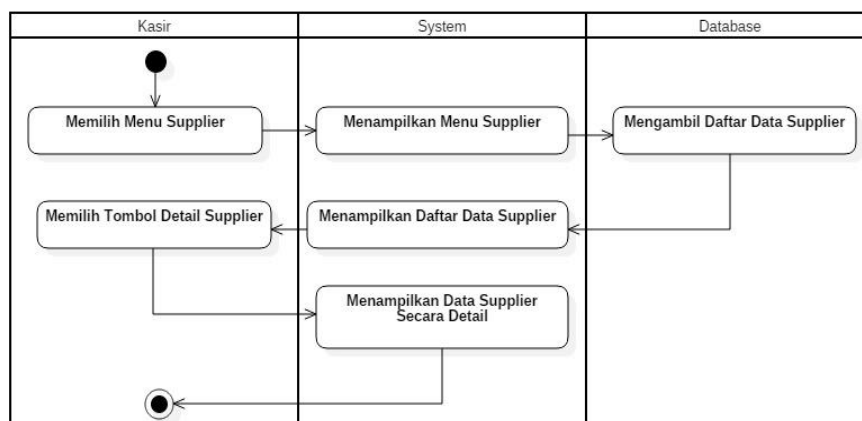 Kasir
System
Database
Memilih Menu Supplier
Menampilkan Menu Supplier
Mengambil Daftar Data Supplier
Memilih Tombol Detail Supplier
Menampilkan Daftar Data Supplier
Menampilkan Data Supplier
Secara Detail